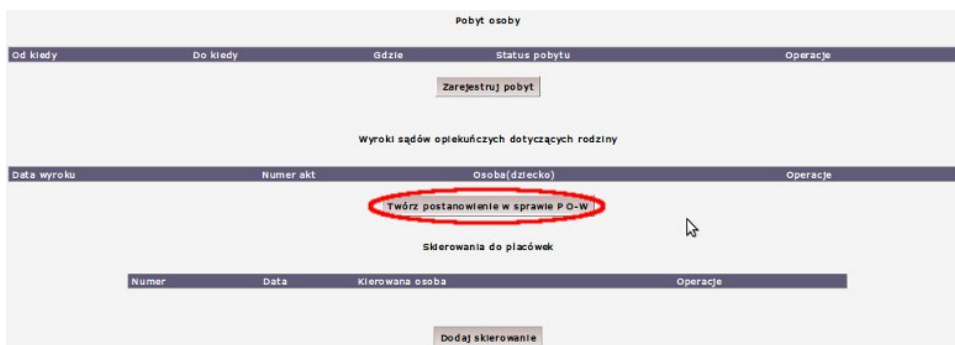 Pobyt osoby
Od kiedy Do kiedy Gdzie Status pobytu Operacje
Zarejestruj pobyt
Wyroki sądów opiekuńczych dotyczących rodziny
Data wyroku Numer akt Osoba(dziecko) Operacje
Twórz postanowienie w sprawie P O-W
Skierowania do placówek
Numer Data Kierowana osoba Operacje
Dodaj skierowanie